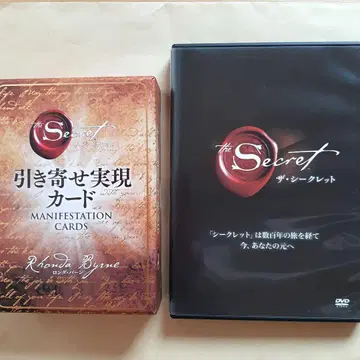 the Secret
引き寄せ実現
カード
MANIFESTATION
CARDS
Rhonda Byrne
ロンダ・バーン
the Secret
ザ・シークレット
「シークレット」は数百年の旅を経て
今、あなたの元へ
DVD